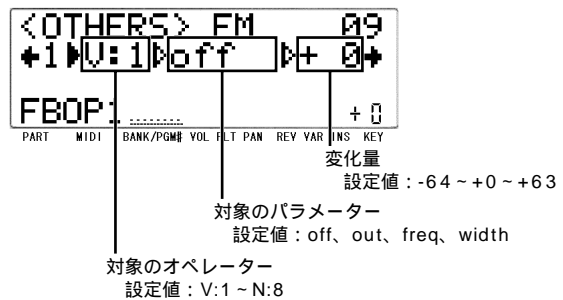 <OTHERS> FM 09
1 V:1 off + 0
FBOP1 + 0
PART MIDI BANK/PGM# VOL FLT PAN REV VAR INS KEY
変化量
設定値：-64～+0～+63
対象のパラメーター
設定値：off、out、freq、width
対象のオペレーター
設定値：V:1～N:8